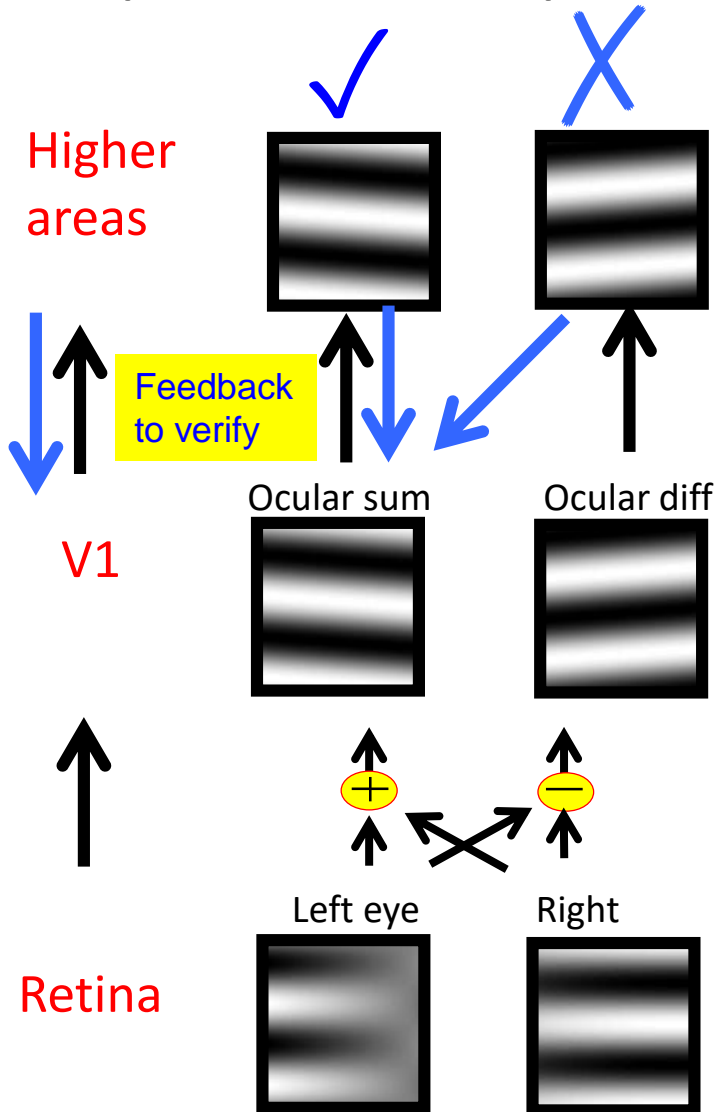 Higher
areas
Feedback
to verify
Ocular sum
Ocular diff
V1
+
−
Left eye
Right
Retina